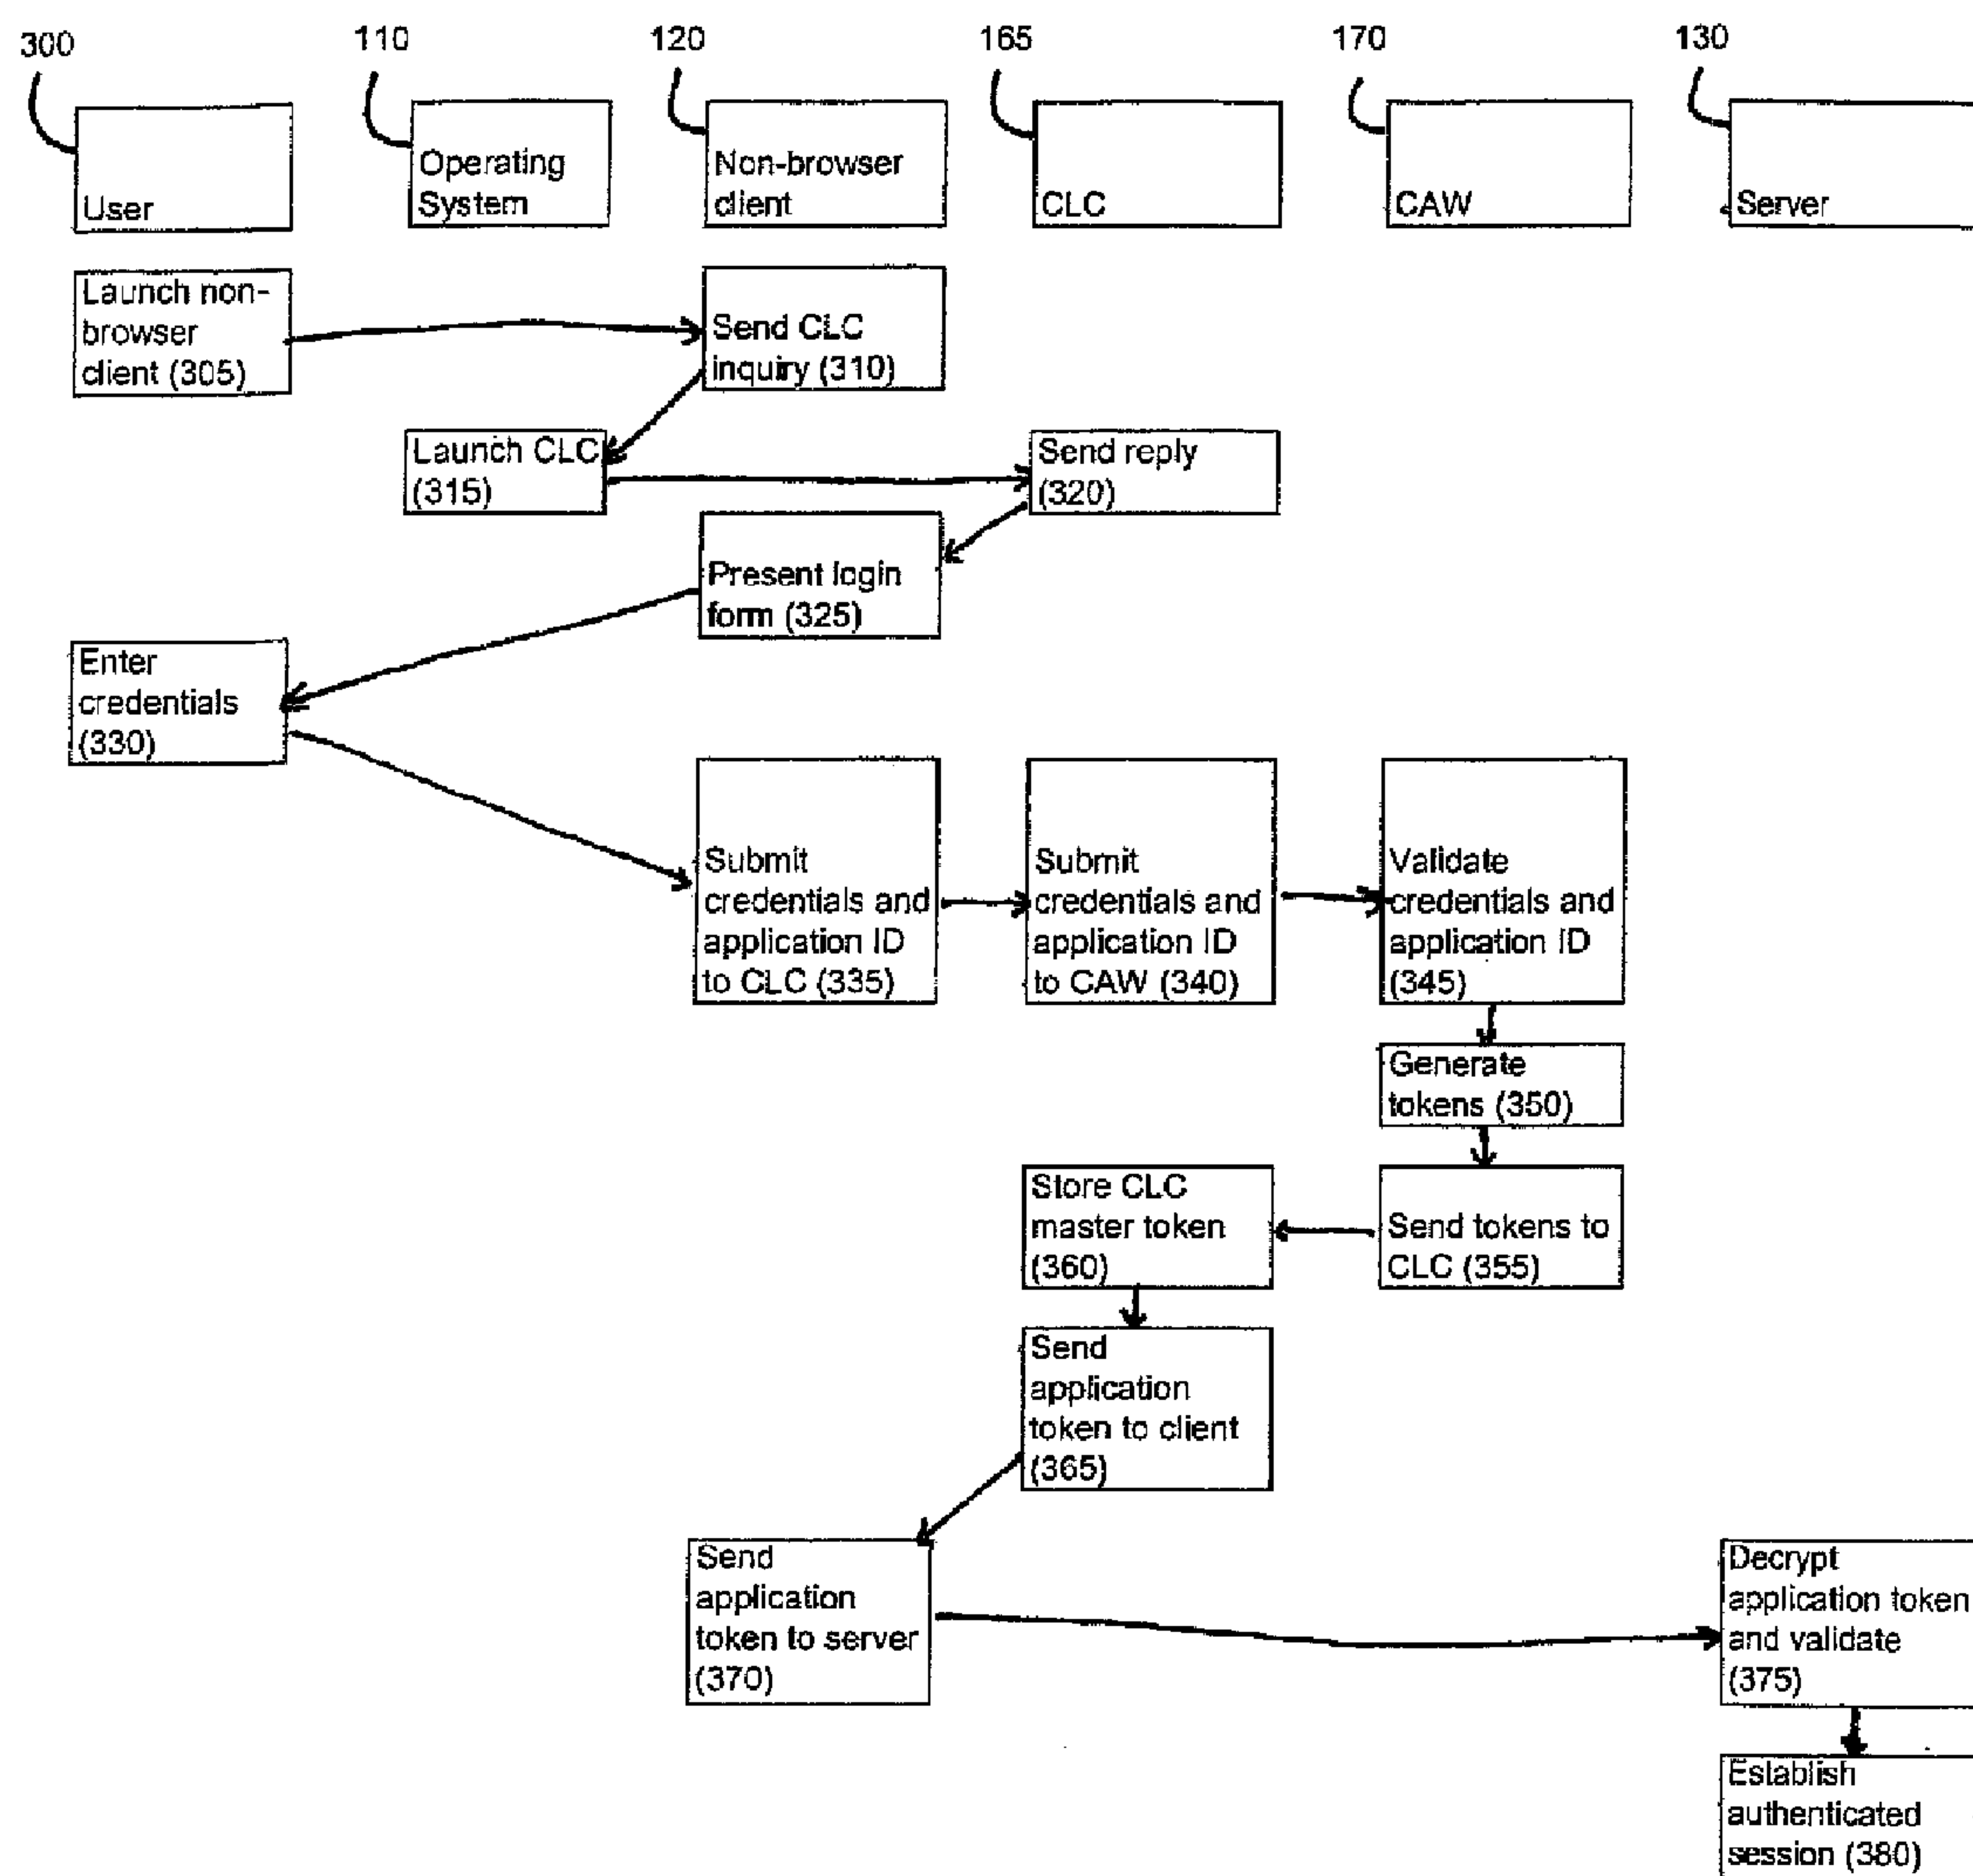 300
110
120
165
170
130
User
Operating
System
Non-browser
client
CLC
CAW
Server
Launch non-
browser
client (305)
Send CLC
inquiry (310)
Launch CLC
(315)
Send reply
(320)
Present login
form (325)
Enter
credentials
(330)
Submit
credentials and
application ID
to CLC (335)
Submit
credentials and
application ID
to CAW (340)
Validate
credentials and
application ID
(345)
Generate
tokens (350)
Store CLC
master token
(360)
Send tokens to
CLC (355)
Send
application
token to client
(365)
Send
application
token to server
(370)
Decrypt
application token
and validate
(375)
Establish
authenticated
session (380)